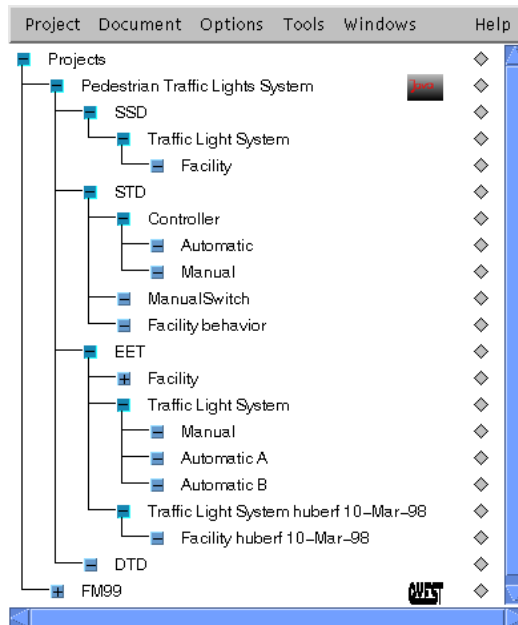 Project Document Options Tools Windows Help
Projects
Pedestrian Traffic Lights System Java
SSD
Traffic Light System
Facility
STD
Controller
Automatic
Manual
ManualSwitch
Facility behavior
EET
Facility
Traffic Light System
Manual
Automatic A
Automatic B
Traffic Light System huberf 10-Mar-98
Facility huberf 10-Mar-98
DTD
FM99 QUEST